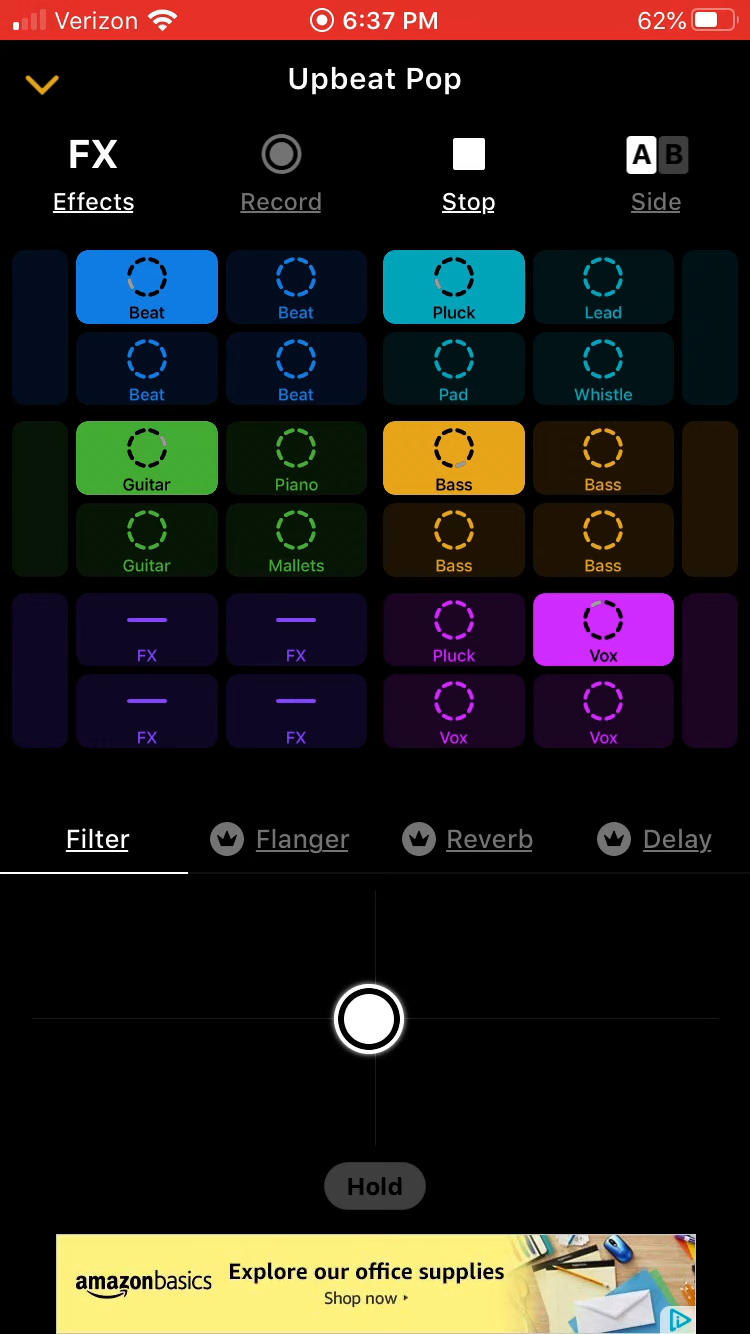 Verizon 6:37 PM 62%
Upbeat Pop
FX A B
Effects Record Stop Side
Beat Beat Pluck Lead
Beat Beat Pad Whistle
Guitar Piano Bass Bass
Guitar Mallets Bass Bass
FX FX Pluck Vox
FX FX Vox Vox
Filter Flanger Reverb Delay
Hold
amazonbasics Explore our office supplies
Shop now